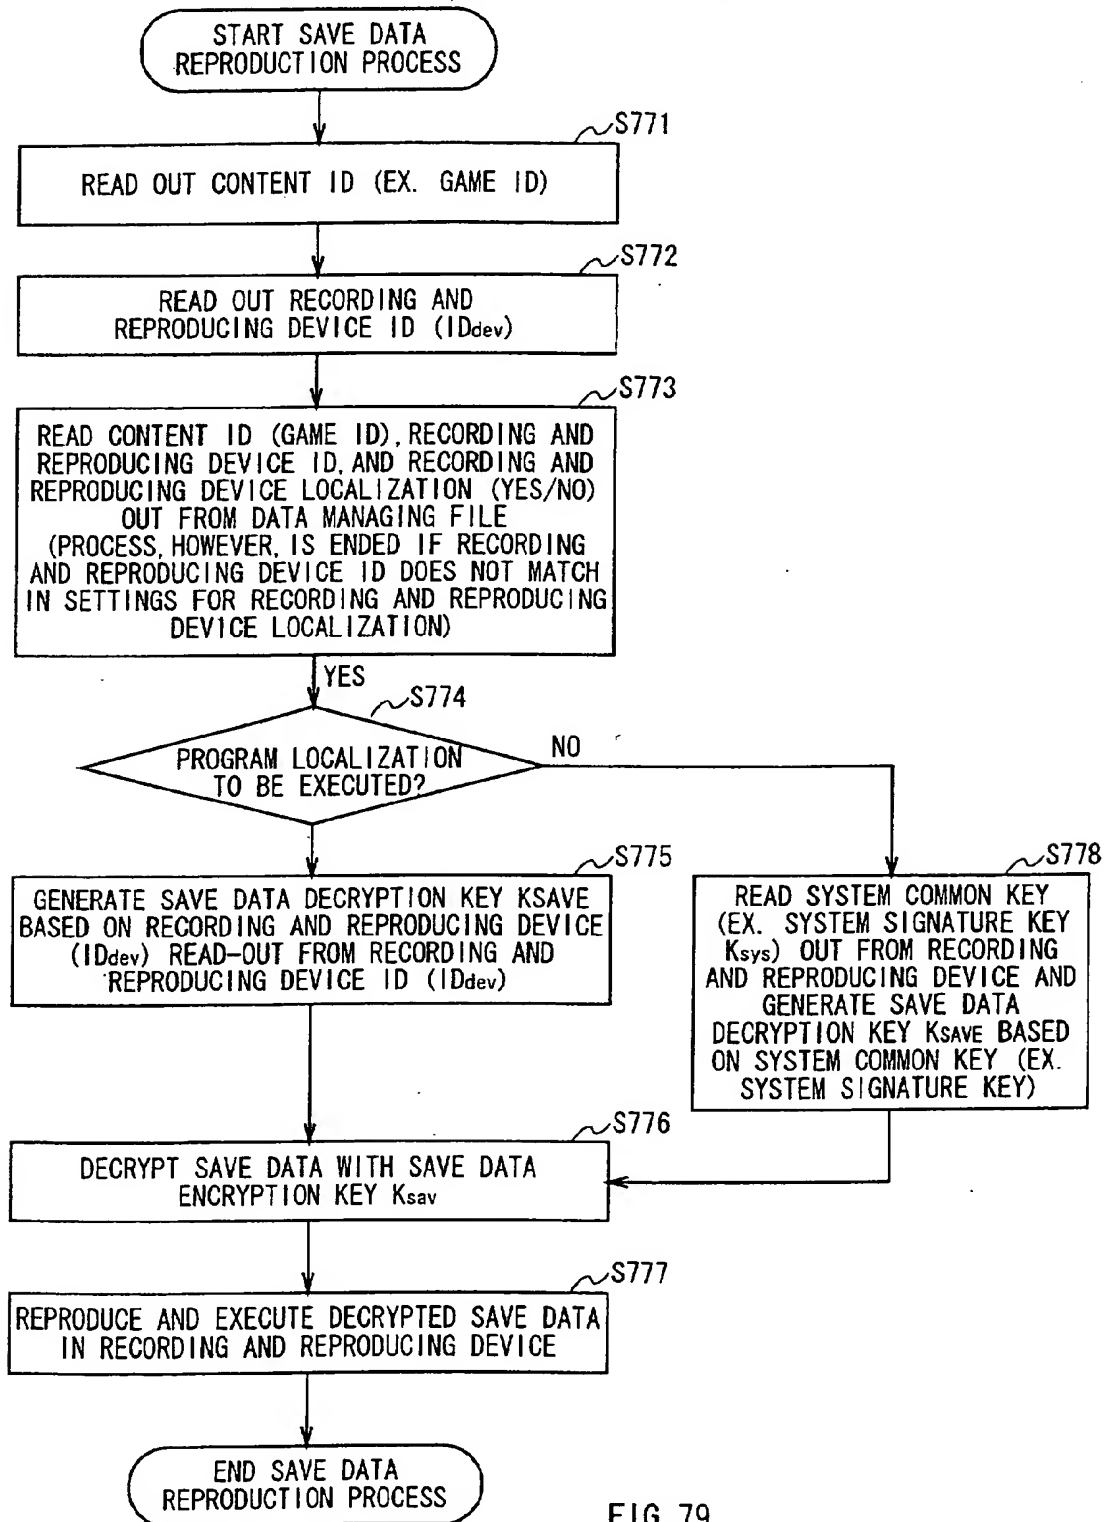 START SAVE DATA
REPRODUCTION PROCESS
S771
READ OUT CONTENT ID (EX. GAME ID)
S772
READ OUT RECORDING AND
REPRODUCING DEVICE ID (IDdev)
S773
READ CONTENT ID (GAME ID), RECORDING AND
REPRODUCING DEVICE ID, AND RECORDING AND
REPRODUCING DEVICE LOCALIZATION (YES/NO)
OUT FROM DATA MANAGING FILE
(PROCESS, HOWEVER, IS ENDED IF RECORDING
AND REPRODUCING DEVICE ID DOES NOT MATCH
IN SETTINGS FOR RECORDING AND REPRODUCING
DEVICE LOCALIZATION)
YES
S774
PROGRAM LOCALIZATION
TO BE EXECUTED?
NO
S775
GENERATE SAVE DATA DECRYPTION KEY KSAVE
BASED ON RECORDING AND REPRODUCING DEVICE
(IDdev) READ-OUT FROM RECORDING AND
REPRODUCING DEVICE ID (IDdev)
S778
READ SYSTEM COMMON KEY
(EX. SYSTEM SIGNATURE KEY
Ksys) OUT FROM RECORDING
AND REPRODUCING DEVICE AND
GENERATE SAVE DATA
DECRYPTION KEY KSAVE BASED
ON SYSTEM COMMON KEY (EX.
SYSTEM SIGNATURE KEY)
S776
DECRYPT SAVE DATA WITH SAVE DATA
ENCRYPTION KEY Ksav
S777
REPRODUCE AND EXECUTE DECRYPTED SAVE DATA
IN RECORDING AND REPRODUCING DEVICE
END SAVE DATA
REPRODUCTION PROCESS
FIG. 79